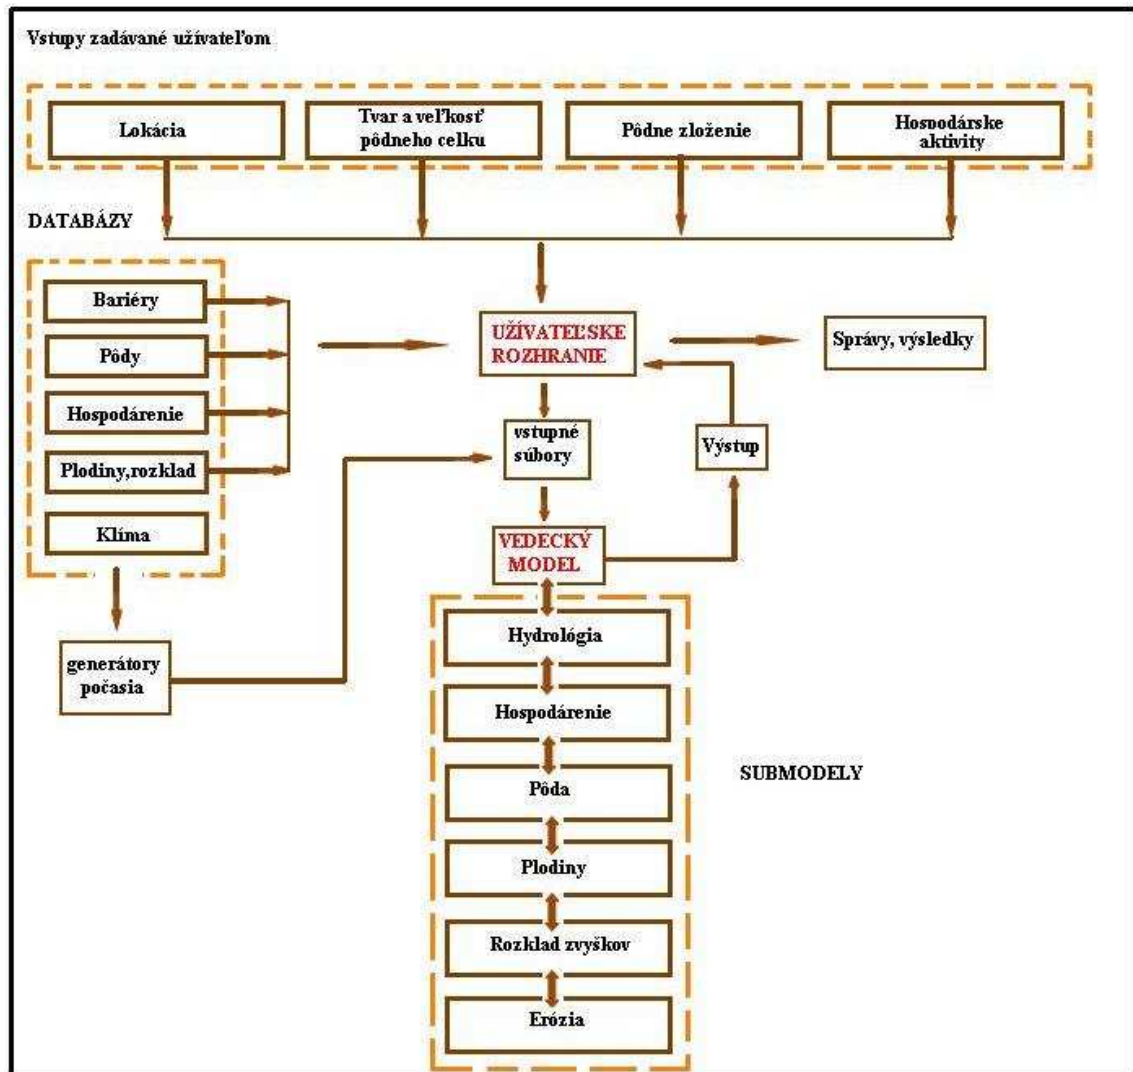 Vstupy zadávané užívateľom
Lokácia
Tvar a veľkosť
pôdneho celku
Pôdne zloženie
Hospodárske
aktivity
DATABÁZY
Bariéry
Pôdy
Hospodárenie
Plodiny,rozklad
Klíma
generátory
počasia
UŽÍVATEĽSKE
ROZHRANIE
Správy, výsledky
vstupné
súbory
Výstup
VEDECKÝ
MODEL
Hydrológia
Hospodárenie
Pôda
Plodiny
Rozklad zvyškov
Erózia
SUBMODELY